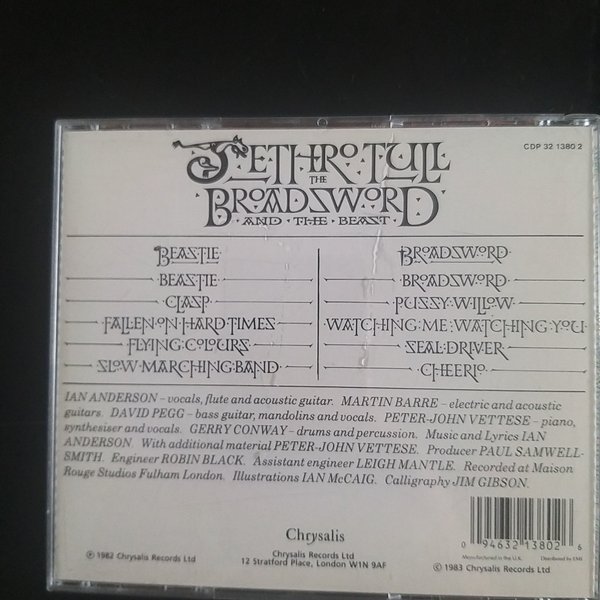 CDP 32 1380 2
JETHRO TULL
THE
BROADSWORD
AND THE BEAST
BEASTIE
BEASTIE
CLASP
FALLEN ON HARD TIMES
FLYING COLOURS
SLOW MARCHING BAND
BROADSWORD
BROADSWORD
PUSSY WILLOW
WATCHING ME WATCHING YOU
SEAL DRIVER
CHEERIO
IAN ANDERSON – vocals, flute and acoustic guitar. MARTIN BARRE – electric and acoustic
guitars. DAVID PEGG – bass guitar, mandolins and vocals. PETER-JOHN VETTESE – piano,
synthesiser and vocals. GERRY CONWAY – drums and percussion. Music and Lyrics IAN
ANDERSON. With additional material PETER-JOHN VETTESE. Producer PAUL SAMWELL-
SMITH. Engineer ROBIN BLACK. Assistant engineer LEIGH MANTLE. Recorded at Maison
Rouge Studios Fulham London. Illustrations IAN McCAIG. Calligraphy JIM GIBSON.
Chrysalis
℗ 1982 Chrysalis Records Ltd
Chrysalis Records Ltd
12 Stratford Place, London W1N 9AF
0 94632 13802 6
Manufactured in the U.K. Distributed by EMI
© 1983 Chrysalis Records Ltd